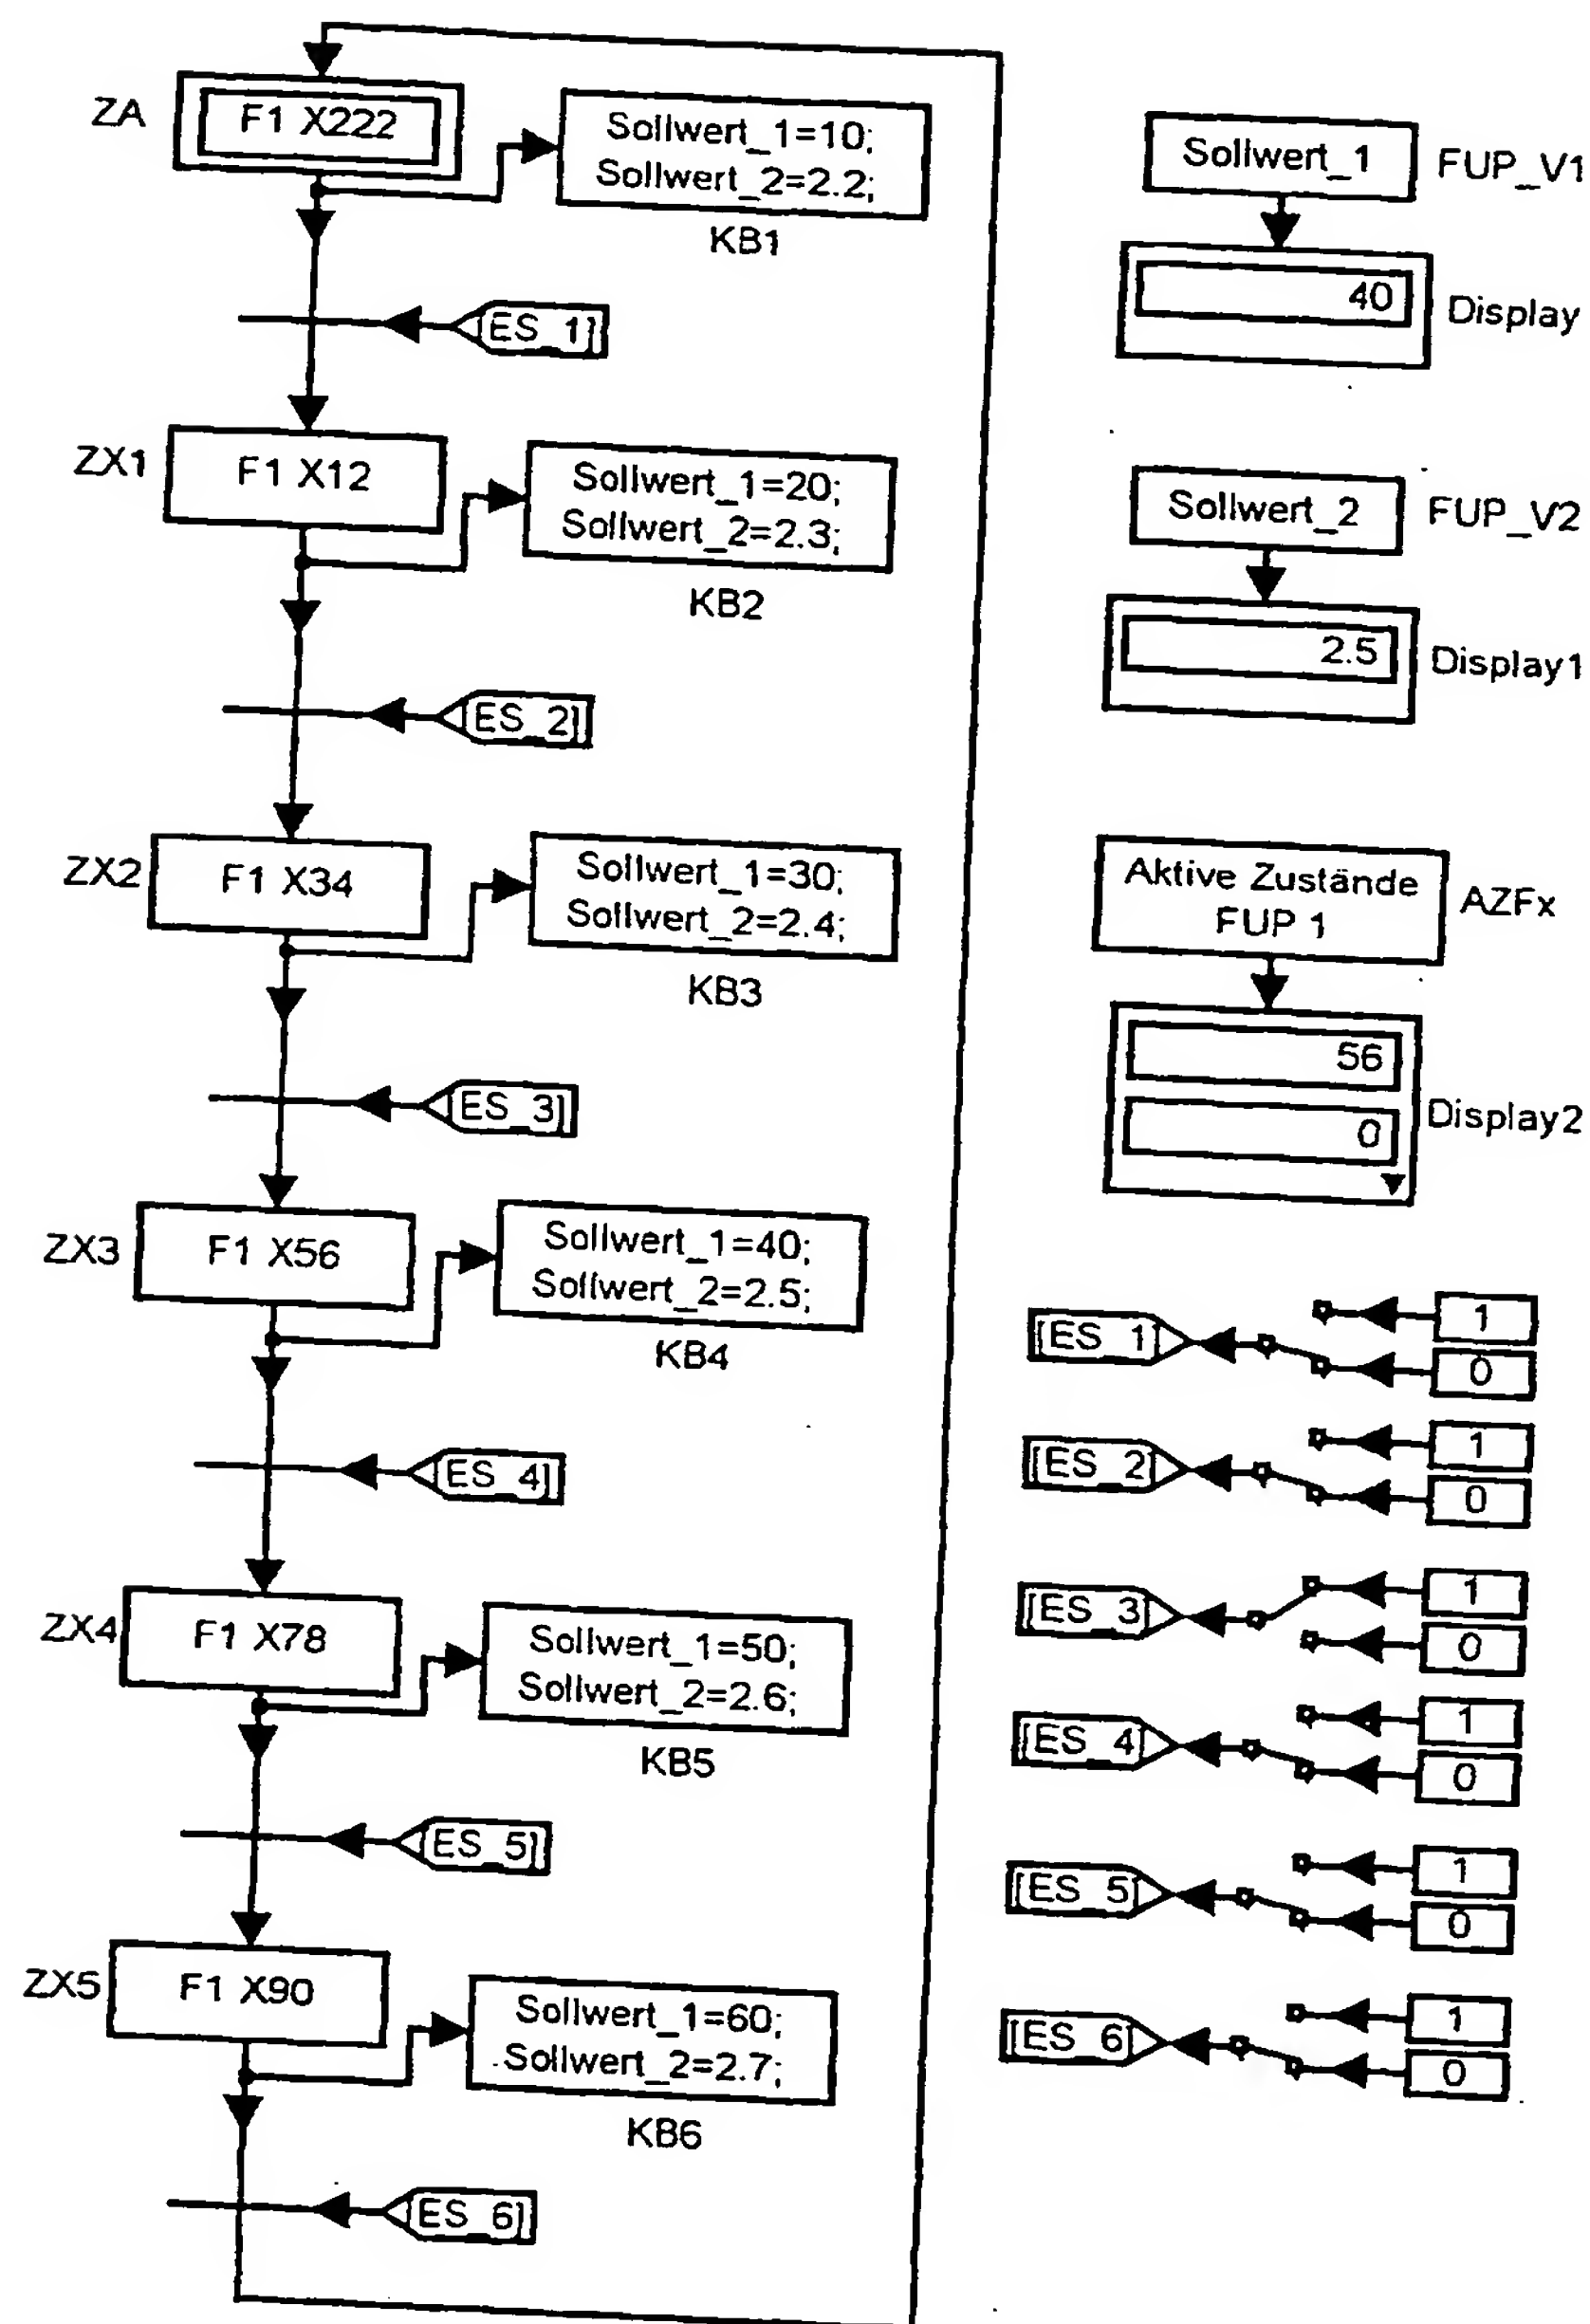 ZA
F1 X222
Sollwert_1=10;
Sollwert_2=2.2;
KB1
ES_1]
ZX1
F1 X12
Sollwert_1=20;
Sollwert_2=2.3;
KB2
ES_2]
ZX2
F1 X34
Sollwert_1=30;
Sollwert_2=2.4;
KB3
ES_3]
ZX3
F1 X56
Sollwert_1=40;
Sollwert_2=2.5;
KB4
ES_4]
ZX4
F1 X78
Sollwert_1=50;
Sollwert_2=2.6;
KB5
ES_5]
ZX5
F1 X90
Sollwert_1=60;
Sollwert_2=2.7;
KB6
ES_6]
Sollwert_1
FUP_V1
40
Display
Sollwert_2
FUP_V2
2.5
Display1
Aktive Zustände
FUP 1
AZFx
56
0
Display2
[ES_1]
1
0
[ES_2]
1
0
[ES_3]
1
0
[ES_4]
1
0
[ES_5]
1
0
[ES_6]
1
0